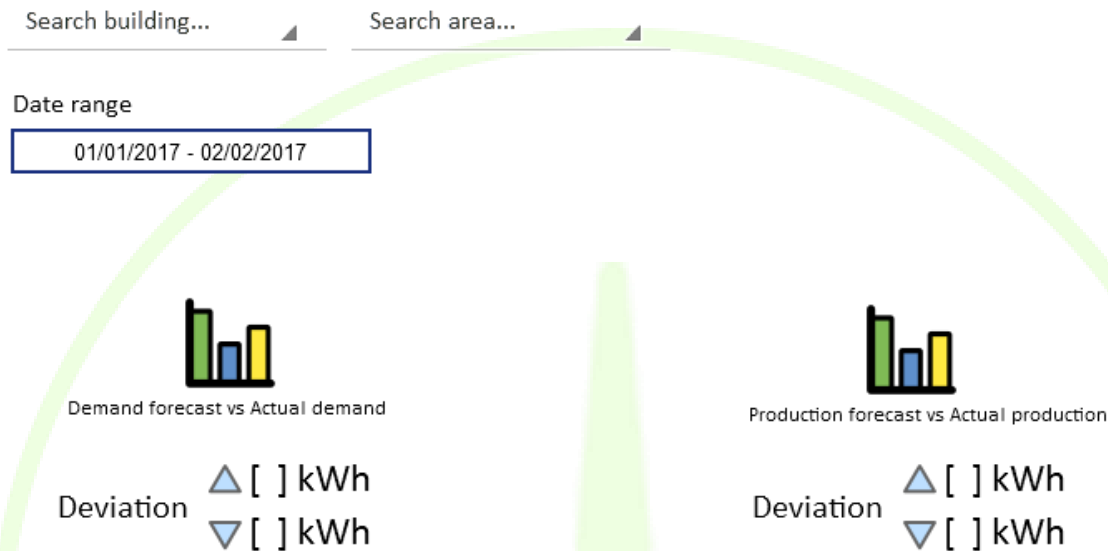 Search building... Search area...
Date range
01/01/2017 - 02/02/2017
Demand forecast vs Actual demand
Deviation
[ ] kWh
[ ] kWh
Production forecast vs Actual production
Deviation
[ ] kWh
[ ] kWh